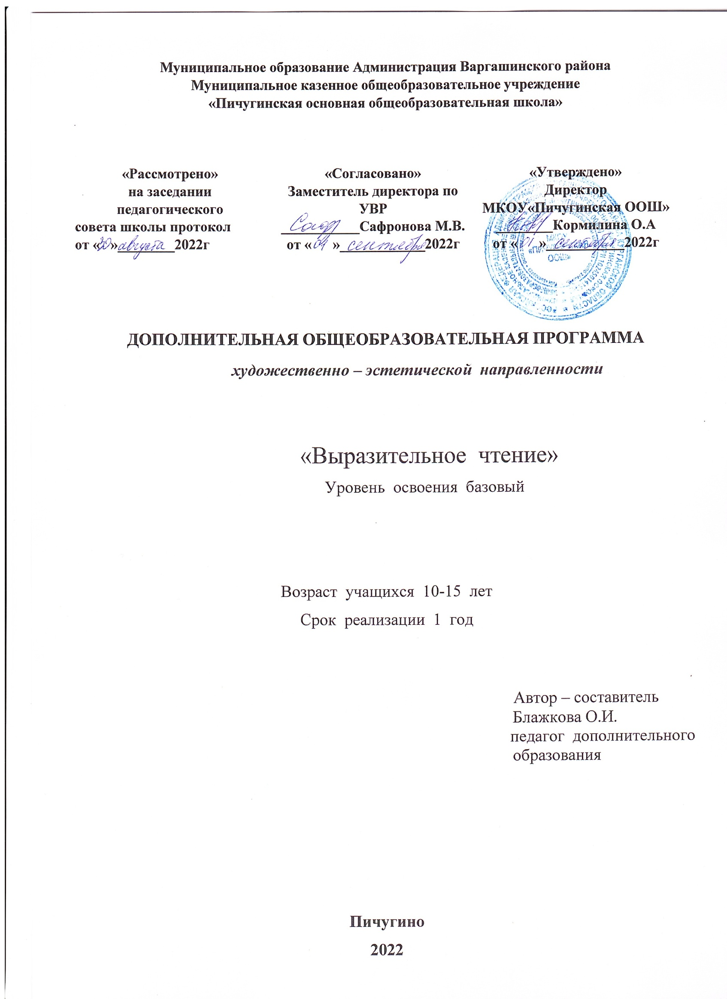 Муниципальное образование Администрация Варгашинского района
Муниципальное казенное общеобразовательное учреждение
«Пичугинская основная общеобразовательная школа»
«Рассмотрено»
на заседании
педагогического
совета школы протокол
от «30»августа 2022г
«Согласовано»
Заместитель директора по
УВР
Сафронова М.В.
от «01 » сентября 2022г
«Утверждено»
Директор
МКОУ«Пичугинская ООШ»
Кормилина О.А
от «01 » сентября 2022г
ООШ»
ДОПОЛНИТЕЛЬНАЯ ОБЩЕОБРАЗОВАТЕЛЬНАЯ ПРОГРАММА
художественно – эстетической направленности
«Выразительное чтение»
Уровень освоения базовый
Возраст учащихся 10-15 лет
Срок реализации 1 год
Автор – составитель
Блажкова О.И.
педагог дополнительного
образования
Пичугино
2022